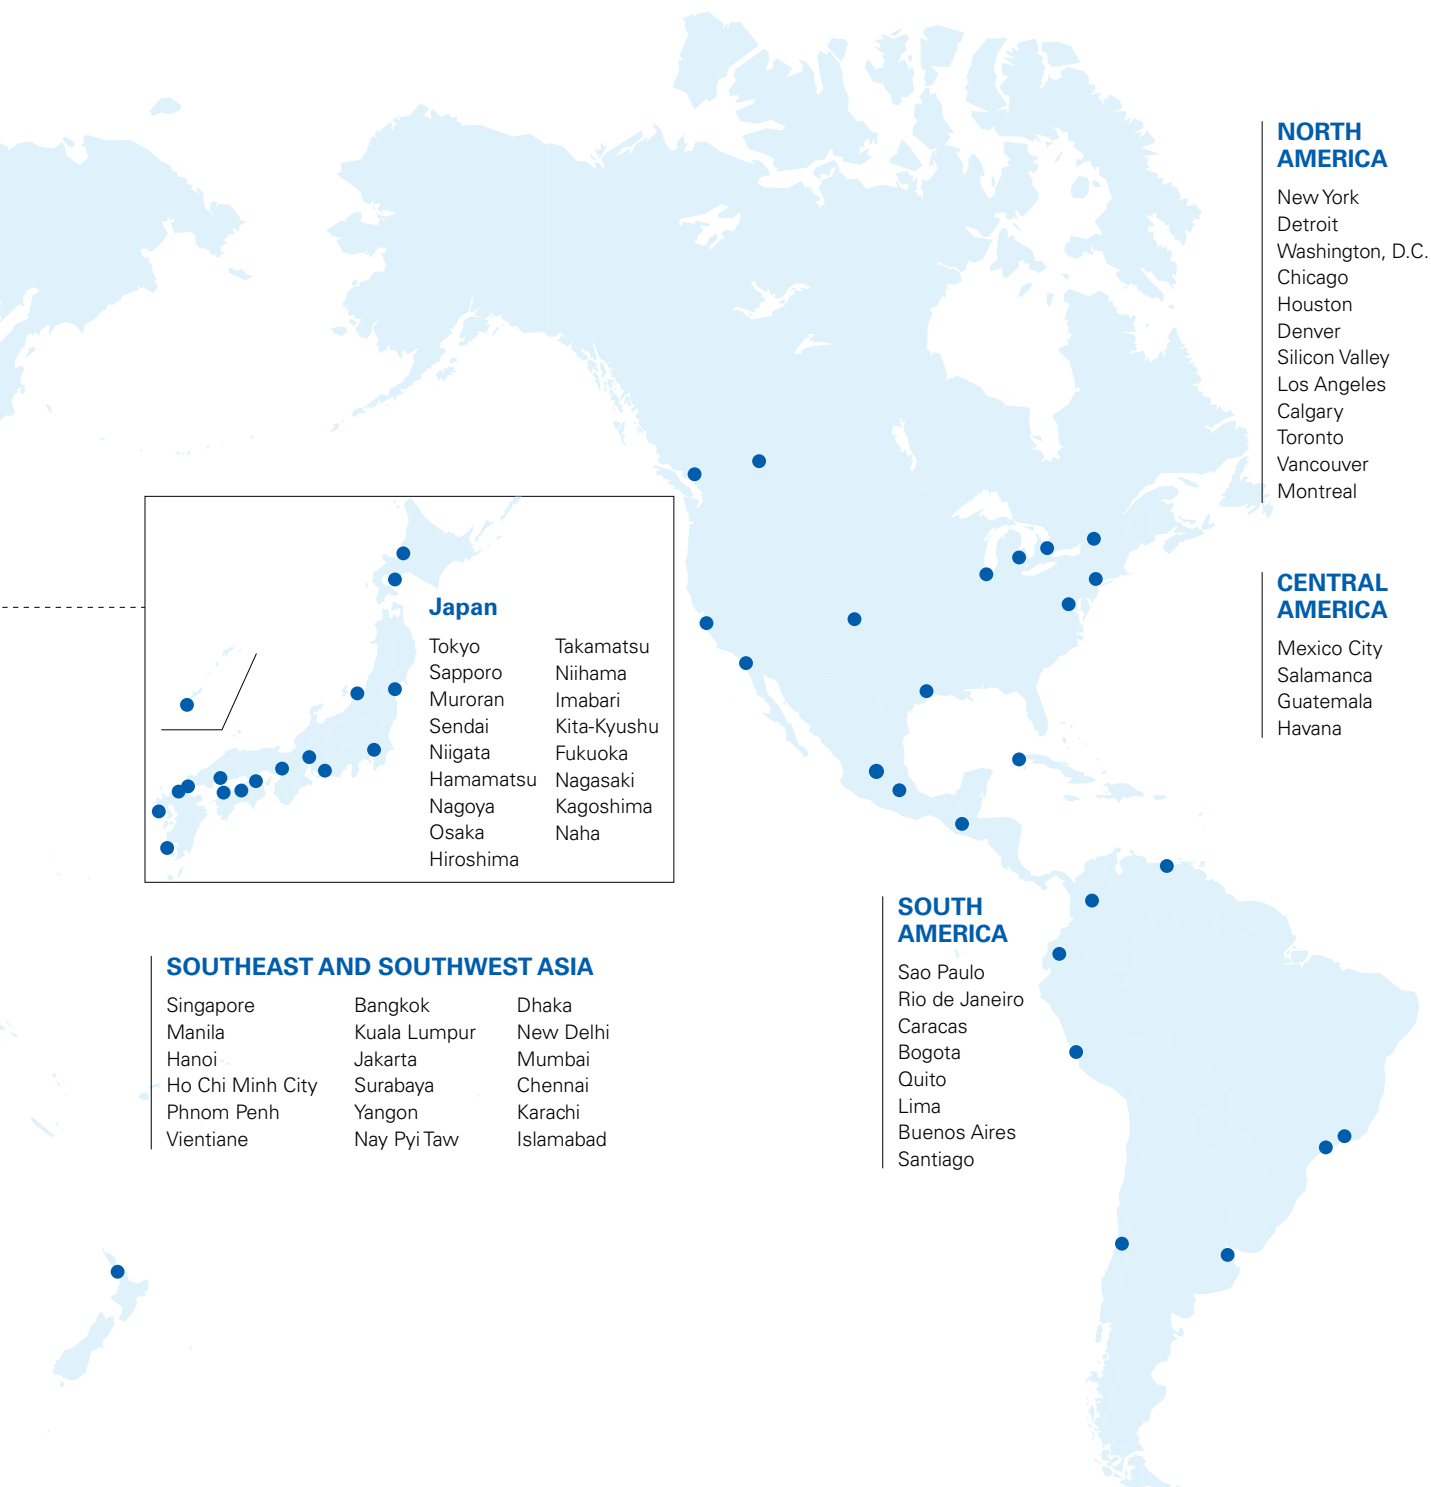 NORTH
AMERICA
New York
Detroit
Washington, D.C.
Chicago
Houston
Denver
Silicon Valley
Los Angeles
Calgary
Toronto
Vancouver
Montreal
CENTRAL
AMERICA
Mexico City
Salamanca
Guatemala
Havana
Japan
Tokyo
Sapporo
Muroran
Sendai
Niigata
Hamamatsu
Nagoya
Osaka
Hiroshima
Takamatsu
Niihama
Imabari
Kita-Kyushu
Fukuoka
Nagasaki
Kagoshima
Naha
SOUTH
AMERICA
Sao Paulo
Rio de Janeiro
Caracas
Bogota
Quito
Lima
Buenos Aires
Santiago
SOUTHEAST AND SOUTHWEST ASIA
Singapore
Manila
Hanoi
Ho Chi Minh City
Phnom Penh
Vientiane
Bangkok
Kuala Lumpur
Jakarta
Surabaya
Yangon
Nay Pyi Taw
Dhaka
New Delhi
Mumbai
Chennai
Karachi
Islamabad